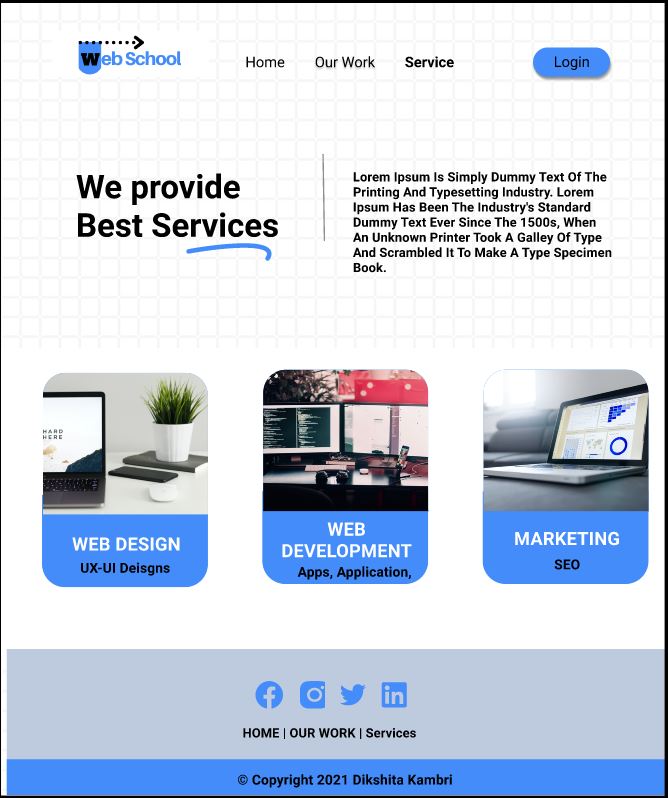 Web School
Home Our Work Service Login
We provide
Best Services
Lorem Ipsum Is Simply Dummy Text Of The
Printing And Typesetting Industry. Lorem
Ipsum Has Been The Industry's Standard
Dummy Text Ever Since The 1500s, When
An Unknown Printer Took A Galley Of Type
And Scrambled It To Make A Type Specimen
Book.
HARD
HERE
WEB DESIGN
UX-UI Deisgns
WEB
DEVELOPMENT
Apps, Application,
MARKETING
SEO
HOME | OUR WORK | Services
© Copyright 2021 Dikshita Kambri